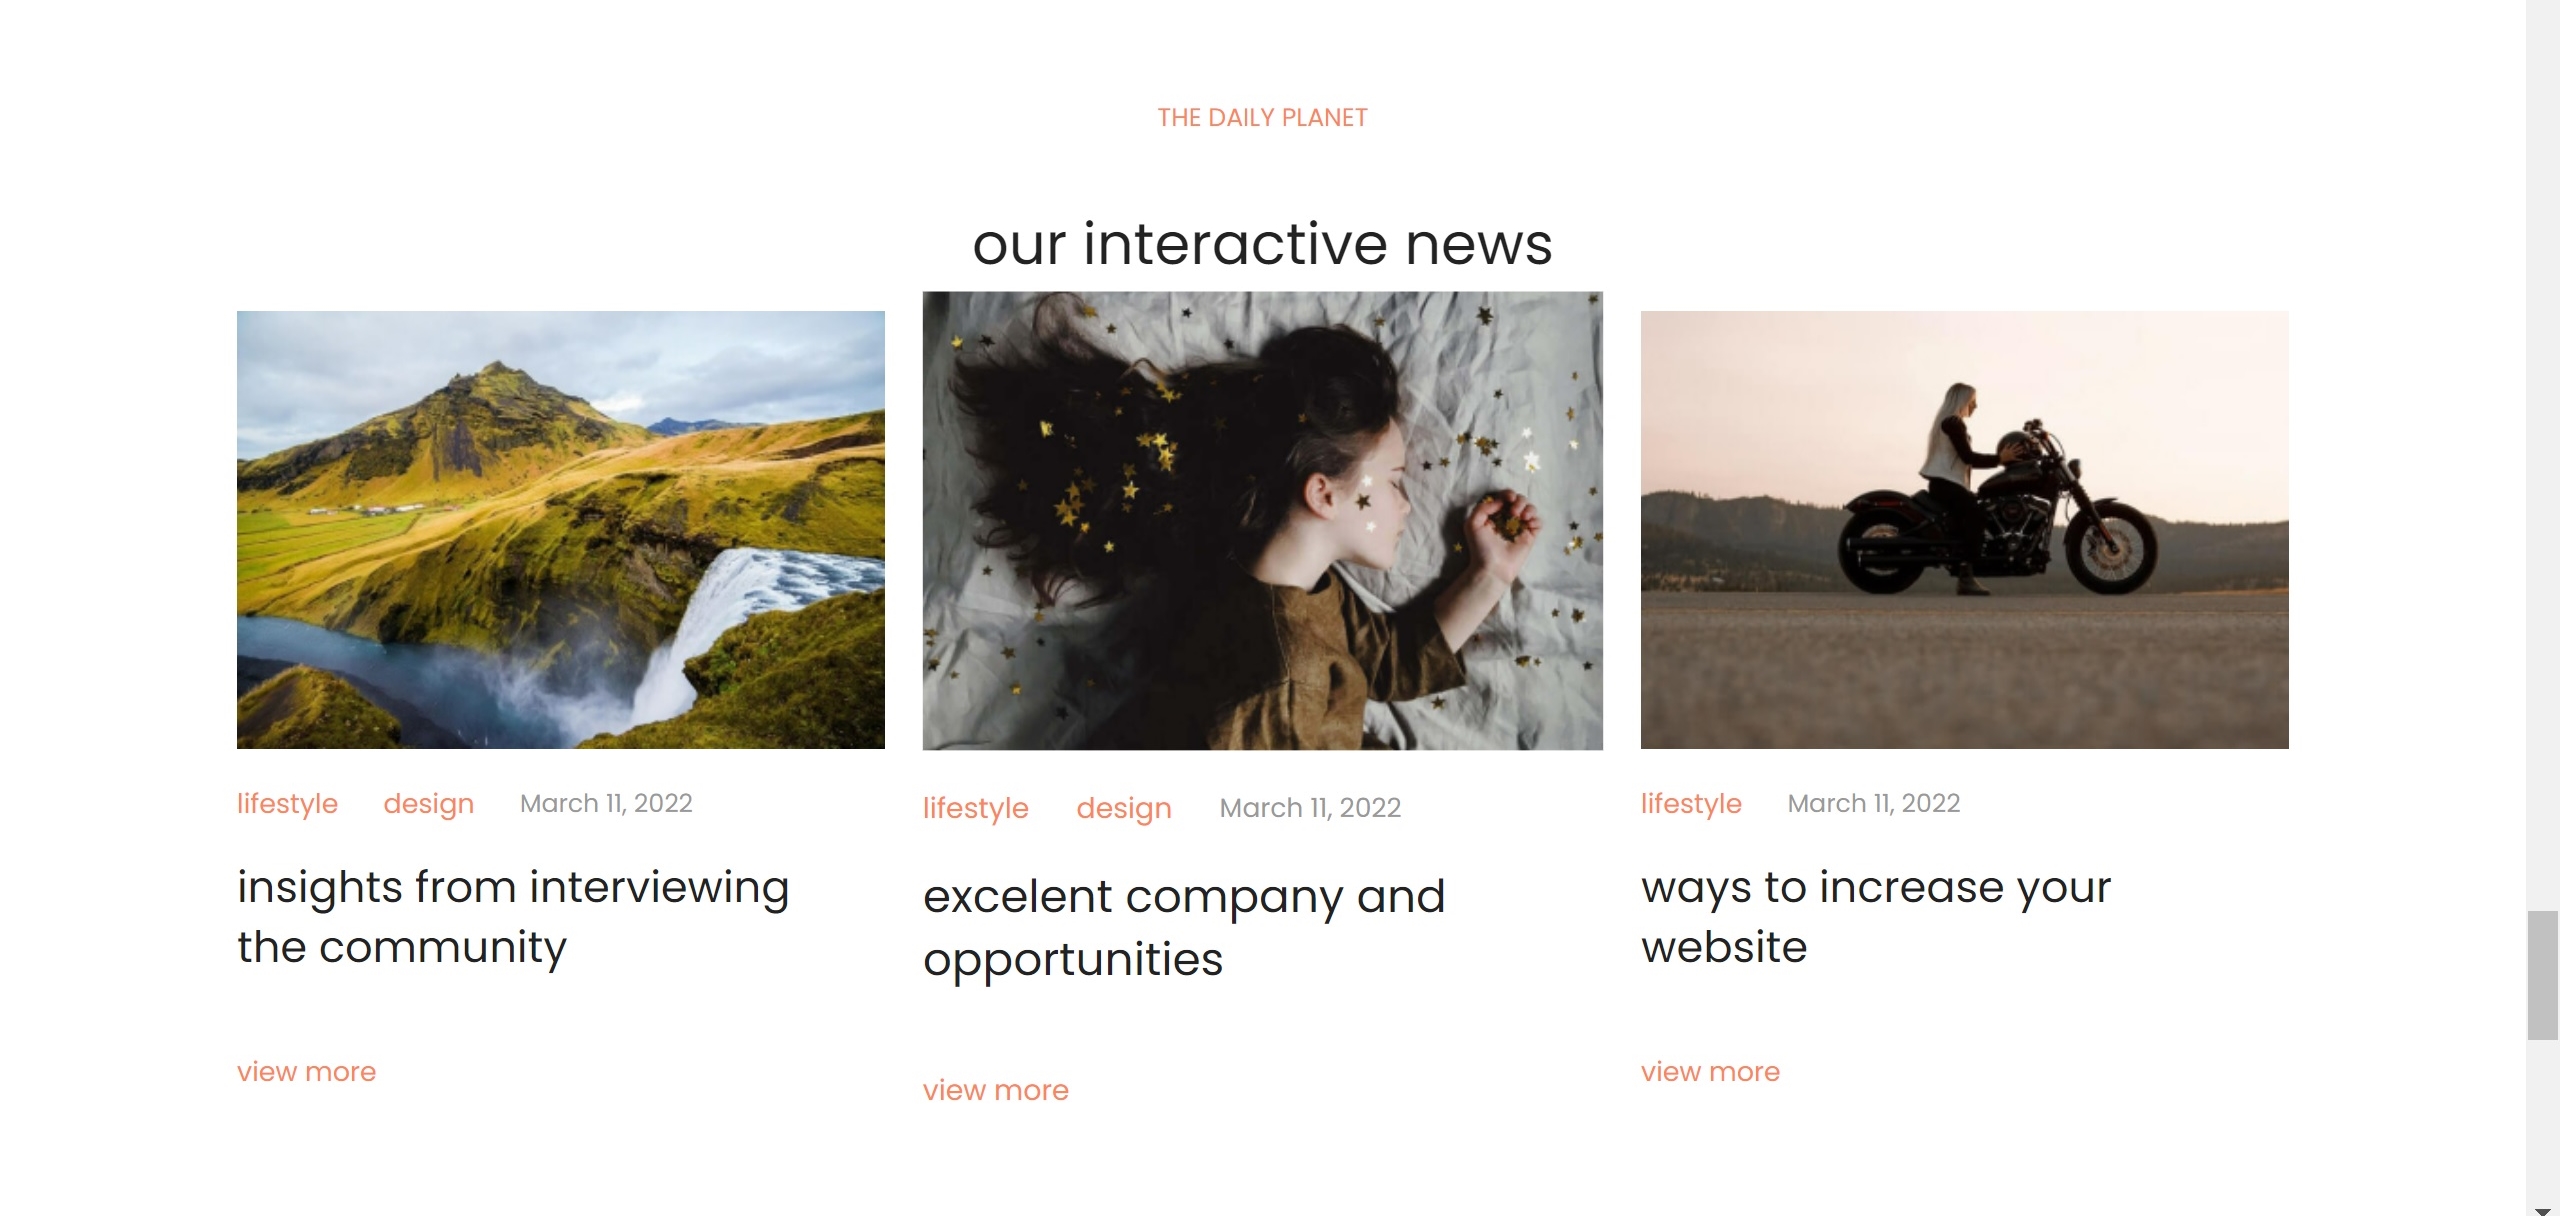 THE DAILY PLANET
our interactive news
lifestyle design March 11, 2022
insights from interviewing
the community
view more
lifestyle design March 11, 2022
excelent company and
opportunities
view more
lifestyle March 11, 2022
ways to increase your
website
view more